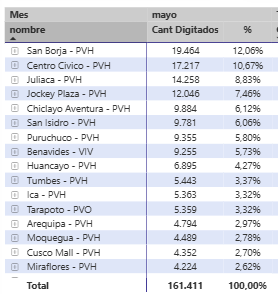 Mes mayo
nombre Cant Digitados %
San Borja - PVH 19.464 12,06%
Centro Civico - PVH 17.217 10,67%
Juliaca - PVH 14.258 8,83%
Jockey Plaza - PVH 12.046 7,46%
Chiclayo Aventura - PVH 9.884 6,12%
San Isidro - PVH 9.781 6,06%
Puruchuco - PVH 9.355 5,80%
Benavides - VIV 9.255 5,73%
Huancayo - PVH 6.895 4,27%
Tumbes - PVH 5.443 3,37%
Ica - PVH 5.363 3,32%
Tarapoto - PVO 5.359 3,32%
Arequipa - PVH 4.794 2,97%
Moquegua - PVH 4.489 2,78%
Cusco Mall - PVH 4.352 2,70%
Miraflores - PVH 4.224 2,62%
Total 161.411 100,00%